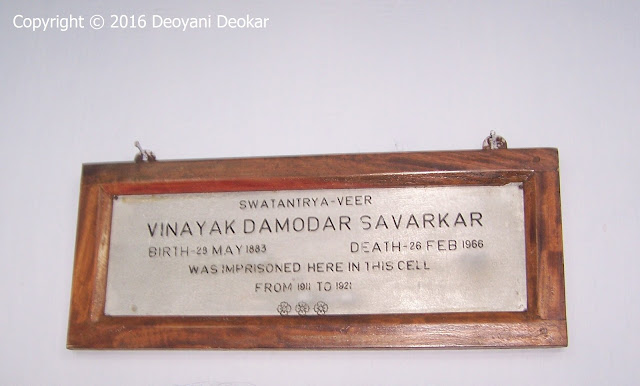 Copyright © 2016 Deoyani Deokar
SWATANTRYA-VEER
VINAYAK DAMODAR SAVARKAR
BIRTH-28 MAY 1883 DEATH-26 FEB 1966
WAS IMPRISONED HERE IN THIS CELL
FROM 1911 TO 1921